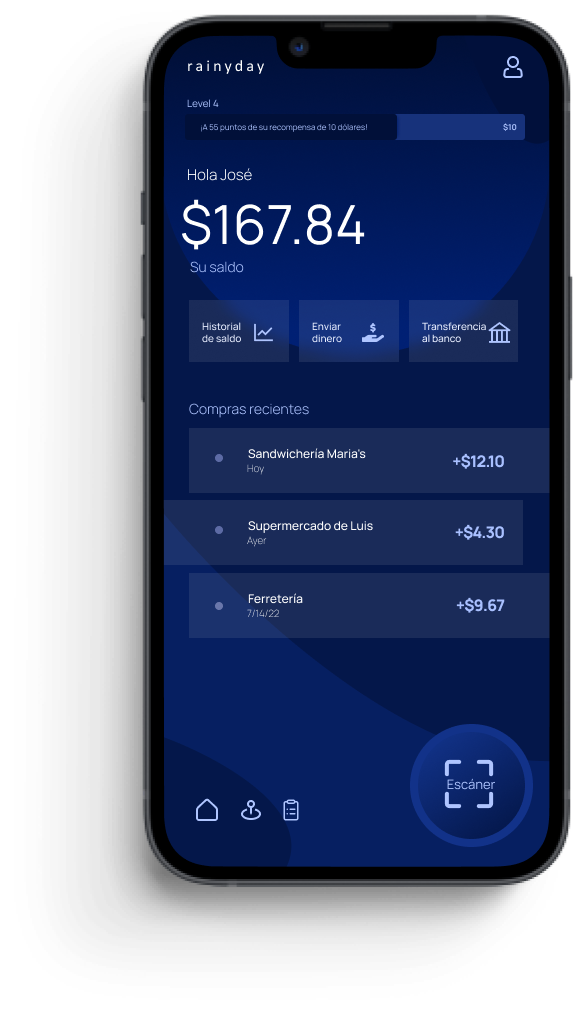 rainyday
Level 4
¡A 55 puntos de su recompensa de 10 dólares!
$10
Hola José
$167.84
Su saldo
Historial
de saldo
Enviar
dinero
Transferencia
al banco
Compras recientes
Sandwichería Maria's
Hoy
+$12.10
Supermercado de Luis
Ayer
+$4.30
Ferretería
7/14/22
+$9.67
Escáner